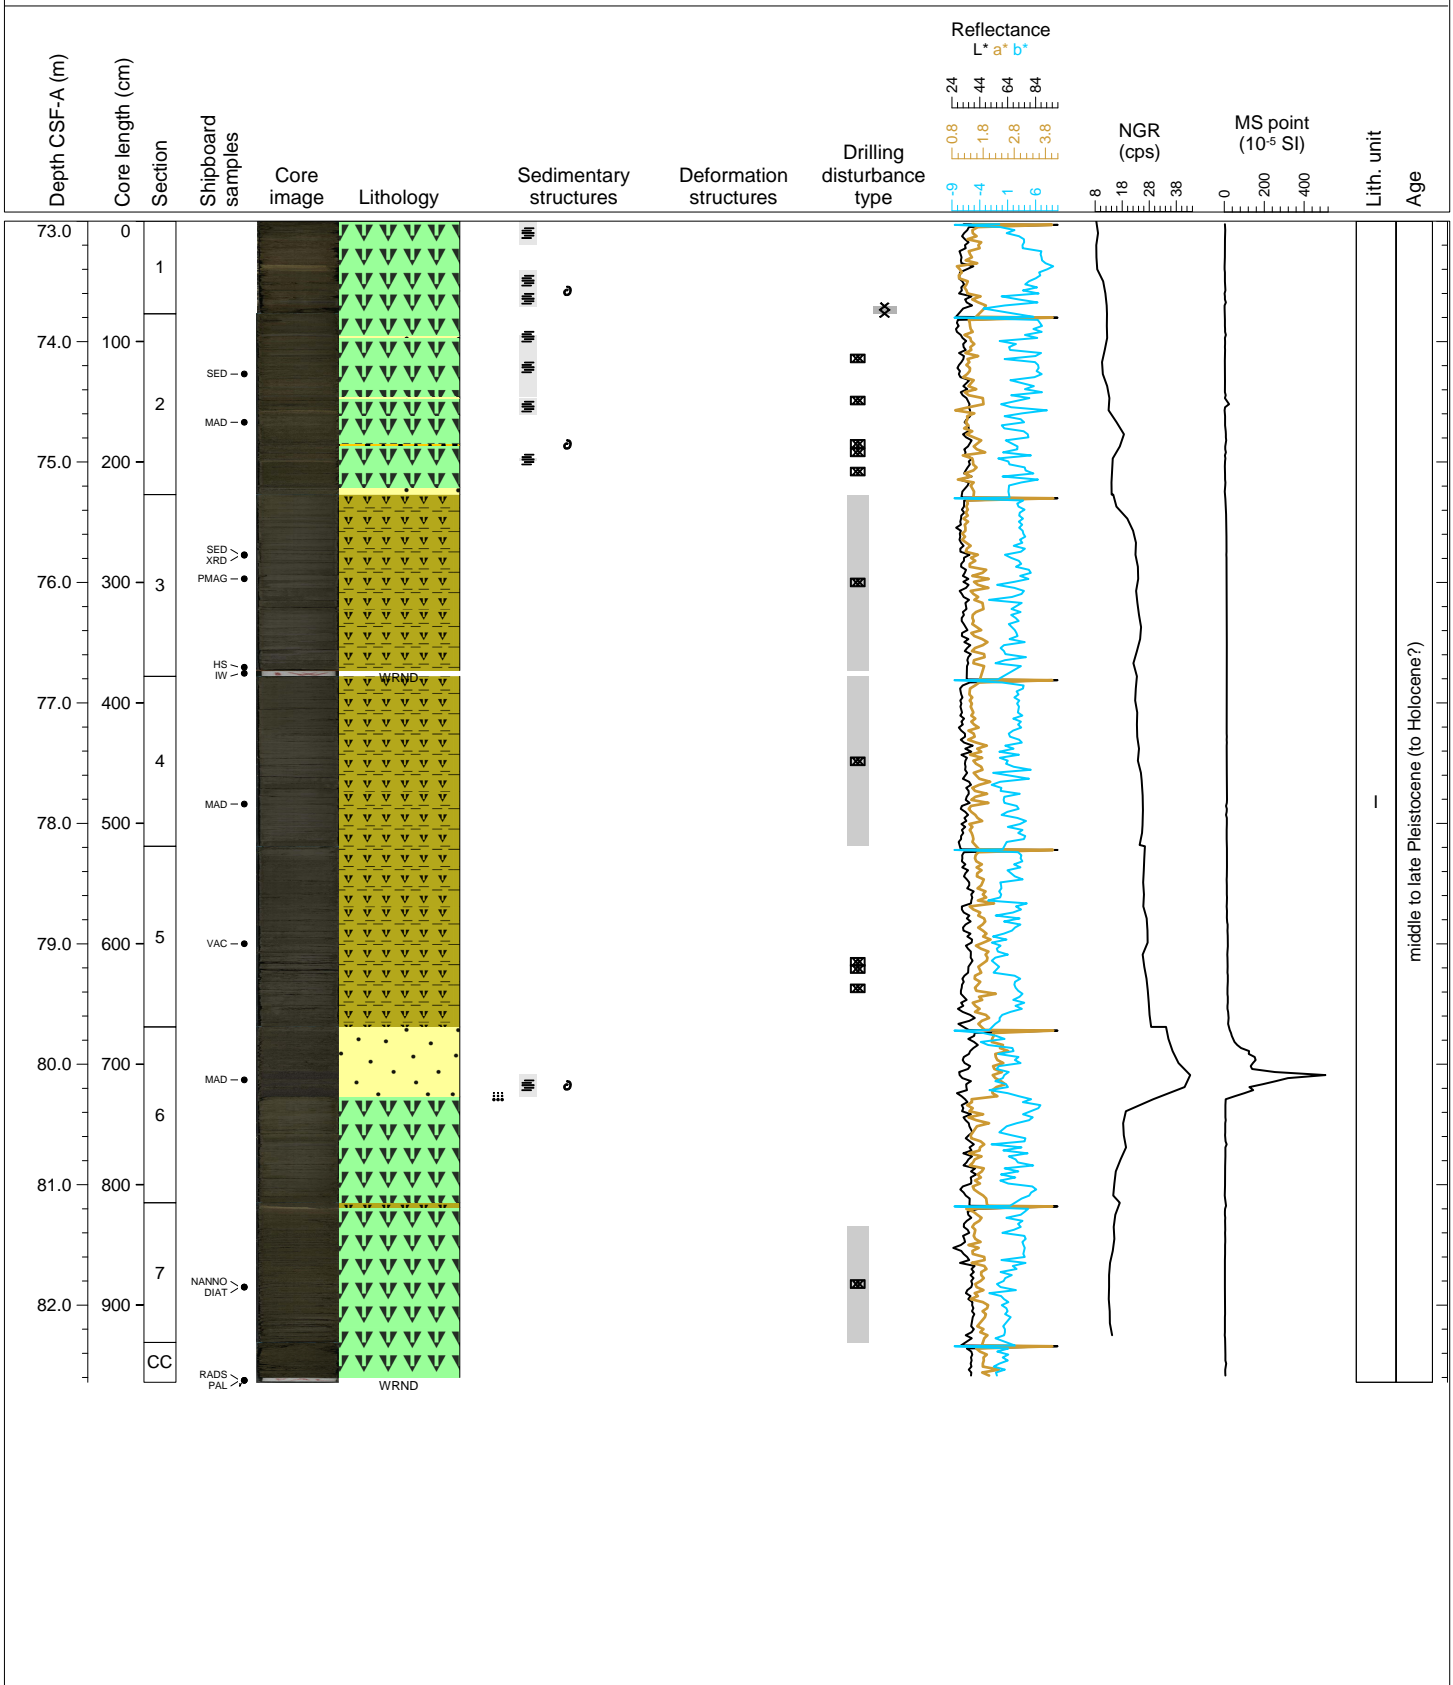 Depth CSF-A (m)
Core length (cm)
Section
Shipboard
samples
Core
image
Lithology
Sedimentary
structures
Deformation
structures
Drilling
disturbance
type
Reflectance
L* a* b*
24 44 64 84
0.8 1.8 2.8 3.8
-9 -4 1 6
NGR
(cps)
8 18 28 38
MS point
(10-5 SI)
0 200 400
Lith. unit
Age
73.0 0
1
74.0 100
SED
2
MAD
75.0 200
SED
XRD
PMAG
76.0 300
3
HS
IW
WRND
77.0 400
4
MAD
I
78.0 500
5
VAC
79.0 600
middle to late Pleistocene (to Holocene?)
80.0 700
MAD
6
81.0 800
7
NANNO
DIAT
82.0 900
CC
RADS
PAL
WRND